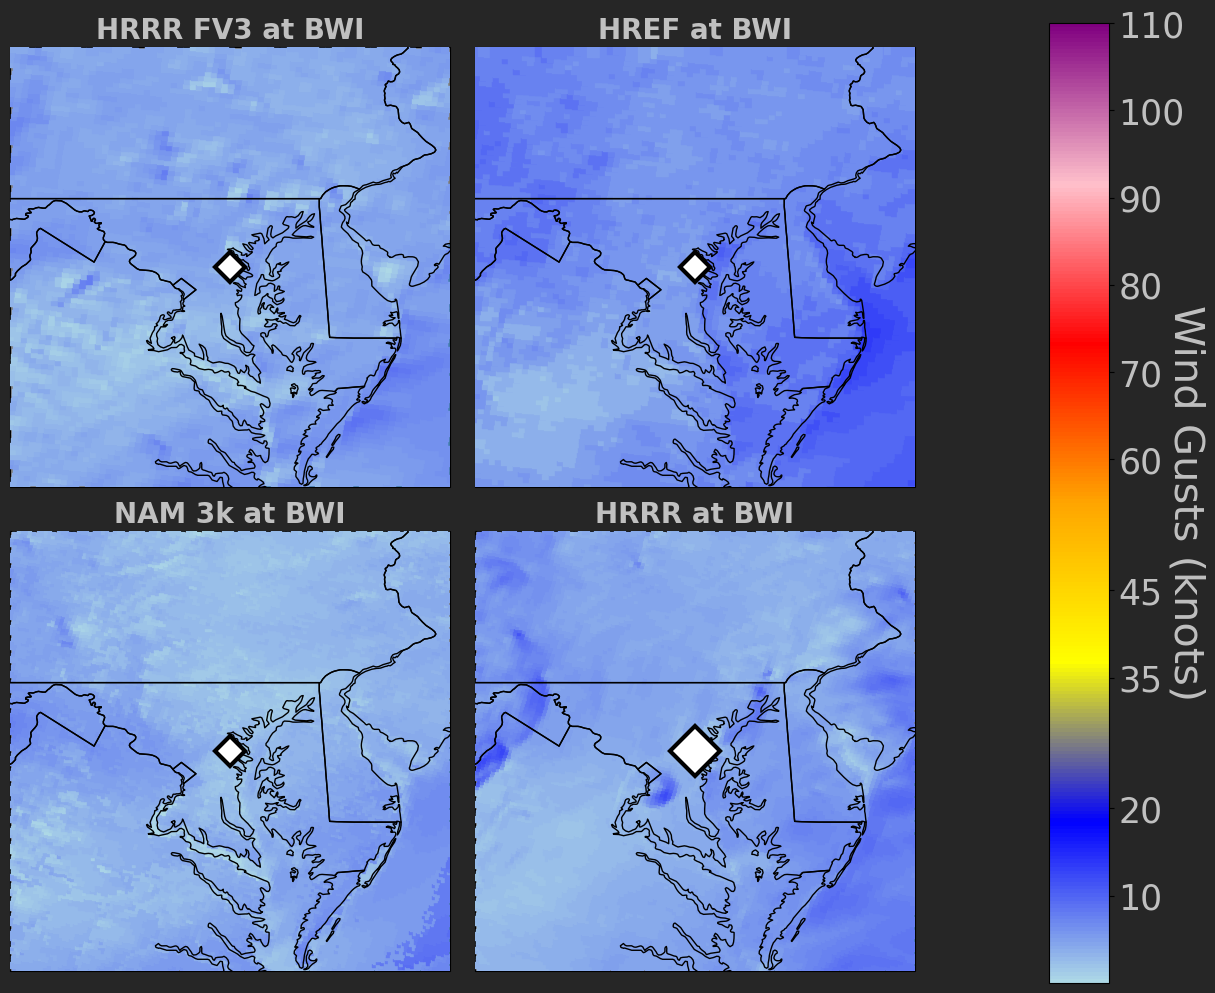 HRRR FV3 at BWI
HREF at BWI
NAM 3k at BWI
HRRR at BWI
110
100
90
80
70
60
45
35
20
10
Wind Gusts (knots)